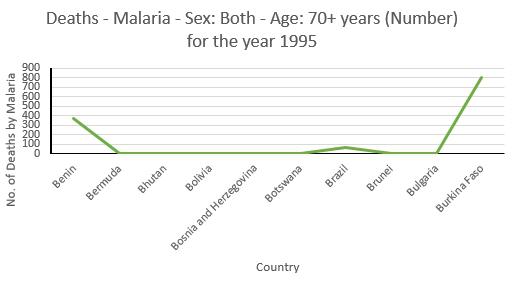 Deaths - Malaria - Sex: Both - Age: 70+ years (Number)
for the year 1995
No. of Deaths by Malaria
900
800
700
600
500
400
300
200
100
0
Benin
Bermuda
Bhutan
Bolivia
Bosnia and Herzegovina
Botswana
Brazil
Brunei
Bulgaria
Burkina Faso
Country